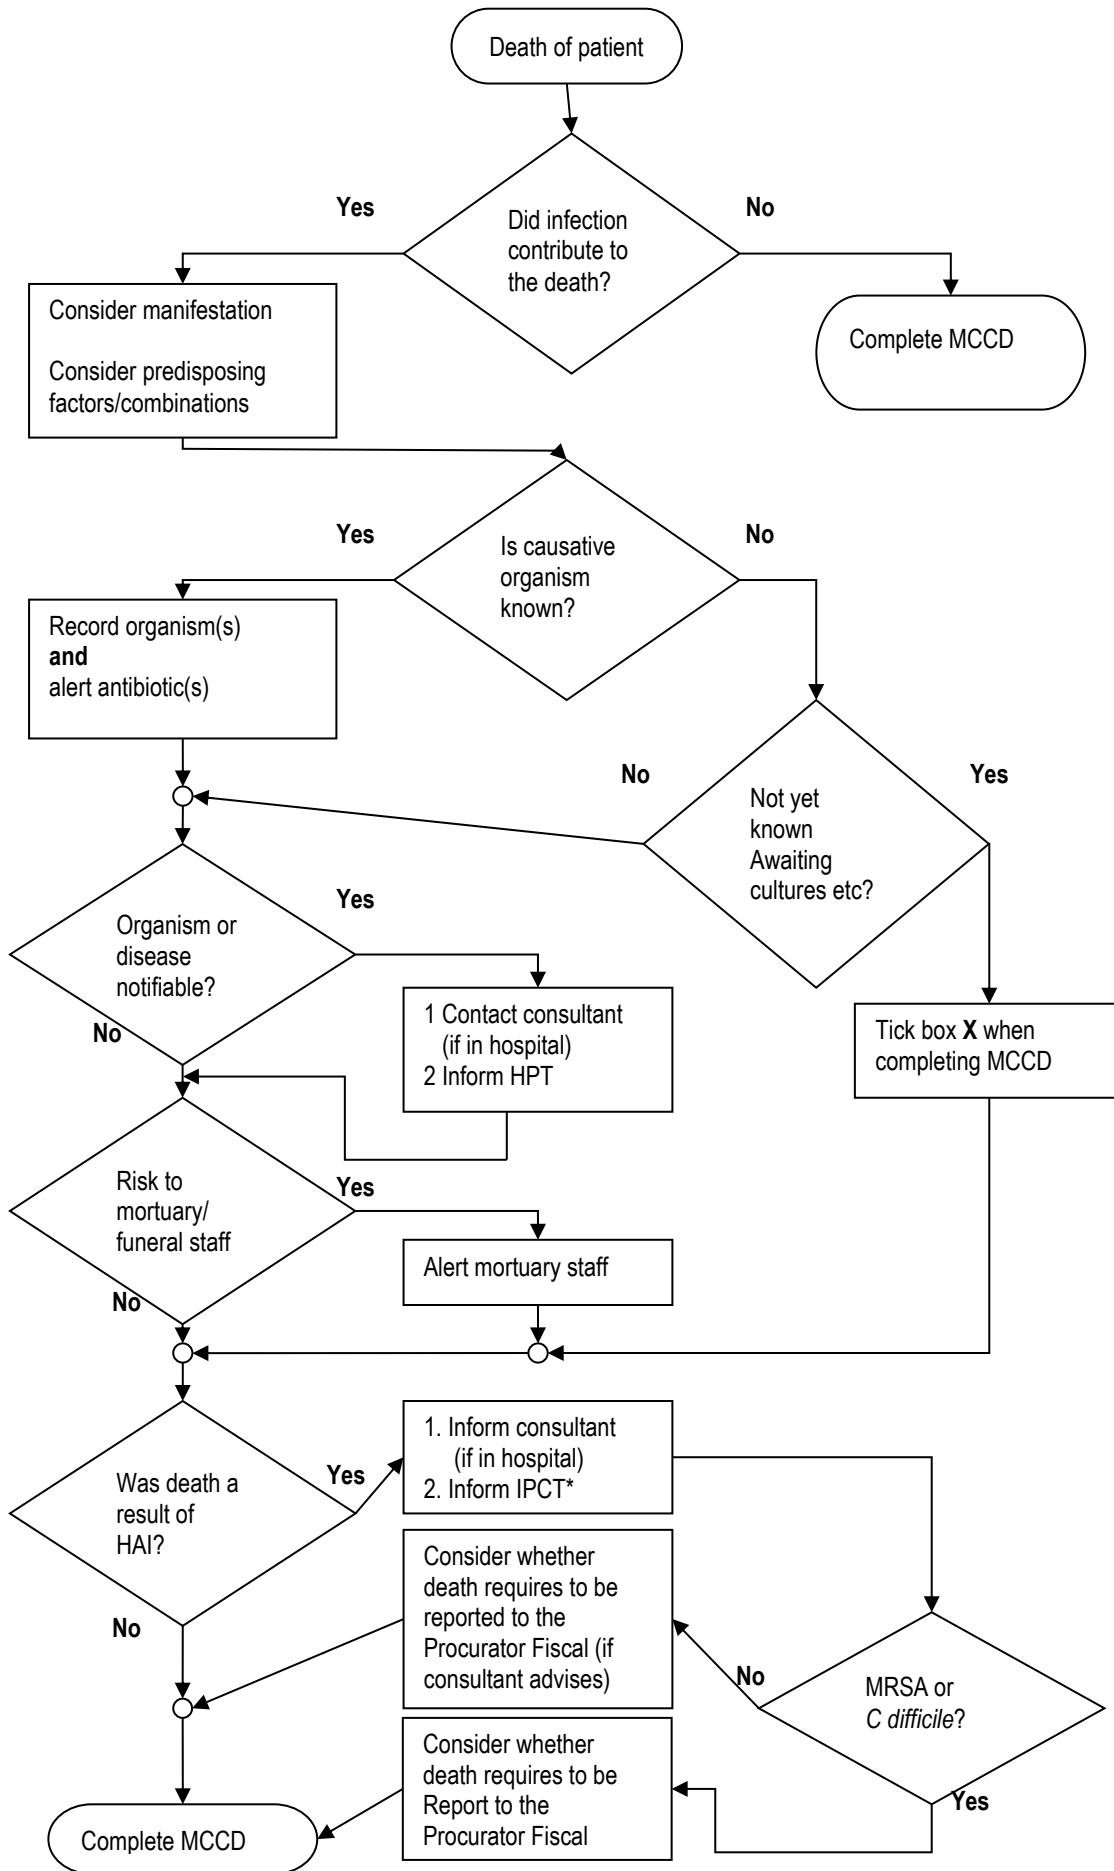 Death of patient
Yes
No
Did infection
contribute to
the death?
Consider manifestation
Consider predisposing
factors/combinations
Complete MCCD
Yes
No
Is causative
organism
known?
Record organism(s)
and
alert antibiotic(s)
No
Yes
Not yet
known
Awaiting
cultures etc?
Yes
Organism or
disease
notifiable?
No
1 Contact consultant
(if in hospital)
2 Inform HPT
Tick box X when
completing MCCD
Risk to
mortuary/
funeral staff
Yes
Alert mortuary staff
No
1. Inform consultant
(if in hospital)
2. Inform IPCT*
Was death a
result of
HAI?
Yes
Consider whether
death requires to be
reported to the
Procurator Fiscal (if
consultant advises)
No
No
MRSA or
C difficile?
Consider whether
death requires to be
Report to the
Procurator Fiscal
Yes
Complete MCCD